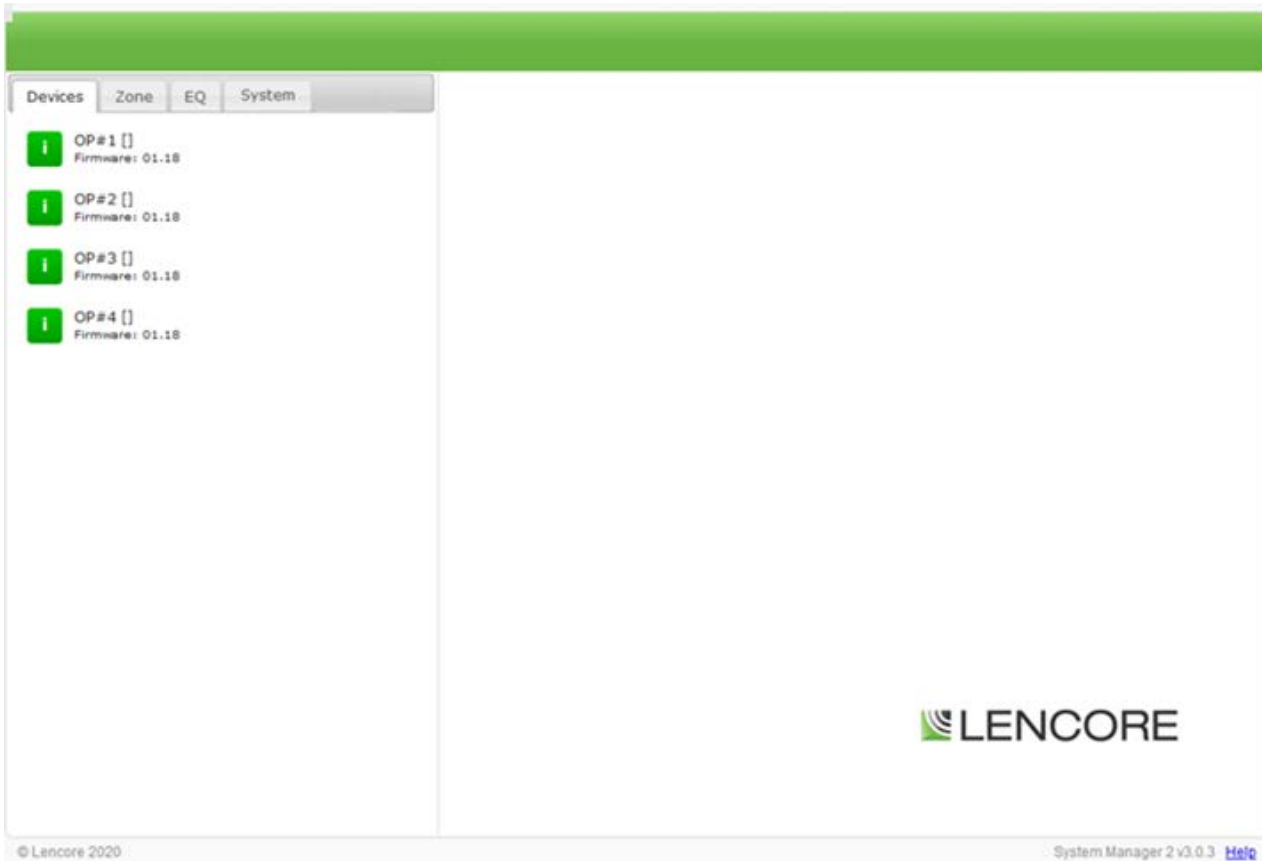 Devices Zone EQ System
i OP#1 []
Firmware: 01.18
i OP#2 []
Firmware: 01.18
i OP#3 []
Firmware: 01.18
i OP#4 []
Firmware: 01.18
LENCORE
© Lencore 2020 System Manager 2 v3.0.3 Help